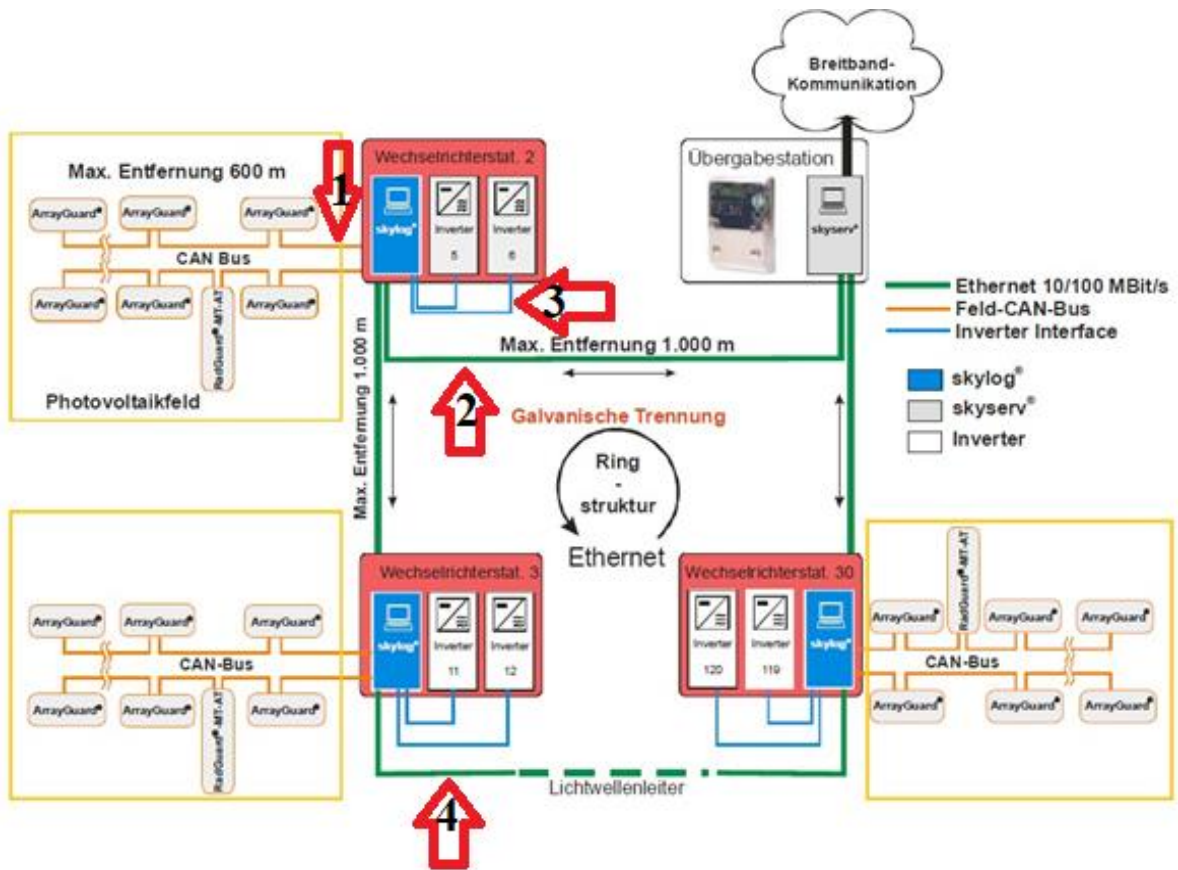 Breitband-
Kommunikation
Max. Entfernung 600 m
ArrayGuard®
ArrayGuard®
ArrayGuard®
CAN Bus
ArrayGuard®
ArrayGuard®
ArrayGuard®
RadGuard®-MT-AT
Photovoltaikfeld
1
Wechselrichterstat. 2
skylog®
Inverter
5
Inverter
6
3
Übergabestation
skyserv®
Ethernet 10/100 MBit/s
Feld-CAN-Bus
Inverter Interface
skylog®
skyserv®
Inverter
Max. Entfernung 1.000 m
Max. Entfernung 1.000 m
2
Galvanische Trennung
Ring
-
struktur
Ethernet
ArrayGuard®
ArrayGuard®
ArrayGuard®
CAN-Bus
ArrayGuard®
ArrayGuard®
ArrayGuard®
RadGuard®-MT-AT
Wechselrichterstat. 3
skylog®
Inverter
11
Inverter
12
Wechselrichterstat. 30
Inverter
120
Inverter
119
skylog®
RadGuard®-MT-AT
ArrayGuard®
ArrayGuard®
ArrayGuard®
CAN-Bus
ArrayGuard®
ArrayGuard®
ArrayGuard®
4
Lichtwellenleiter